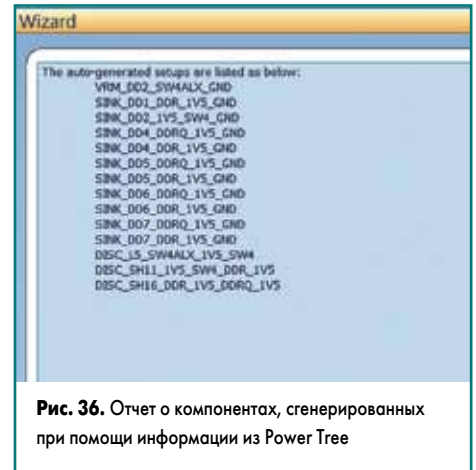 Wizard
The auto-generated setups are listed as below:
VRM_DD2_SW4ALX_GND
SINK_DD1_DDR_1V5_GND
SINK_DD2_1V5_SW4_GND
SINK_DD4_DDRQ_1V5_GND
SINK_DD4_DDR_1V5_GND
SINK_DD5_DDRQ_1V5_GND
SINK_DD5_DDR_1V5_GND
SINK_DD6_DDRQ_1V5_GND
SINK_DD6_DDR_1V5_GND
SINK_DD7_DDRQ_1V5_GND
SINK_DD7_DDR_1V5_GND
DISC_L5_SW4ALX_1V5_SW4
DISC_SH11_1V5_SW4_DDR_1V5
DISC_SH16_DDR_1V5_DDRQ_1V5
Рис. 36. Отчет о компонентах, сгенерированных
при помощи информации из Power Tree